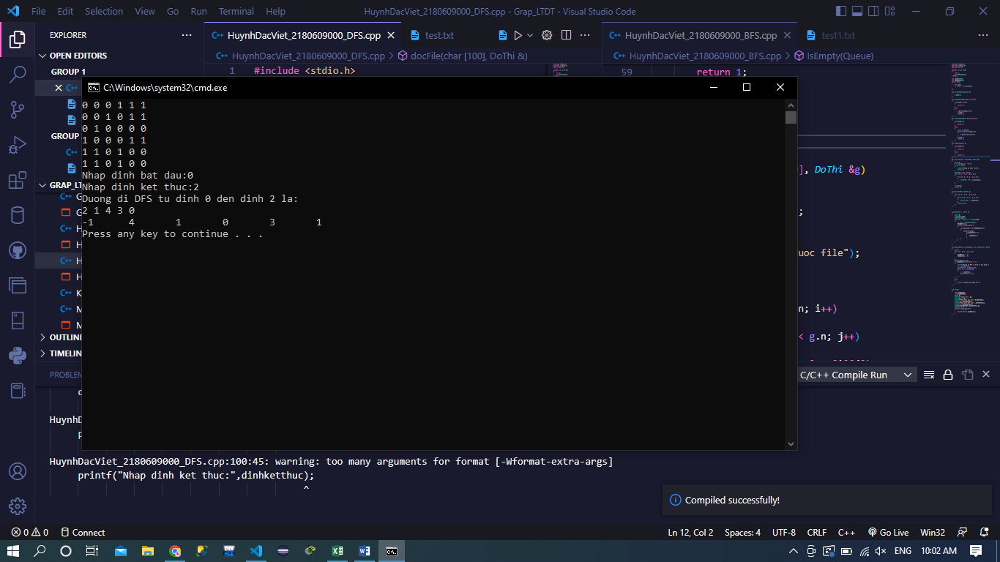 File Edit Selection View Go Run Terminal Help
HuynhDacViet_2180609000_DFS.cpp - Grap_LTDT - Visual Studio Code
EXPLORER
OPEN EDITORS
GROUP 1
GROUP
GRAP_LT
G
G
H
H
H
H
K
M
M
OUTLINE
TIMELIN
HuynhDacViet_2180609000_DFS.cpp
test.txt
HuynhDacViet_2180609000_DFS.cpp > docFile(char [100], DoThi &)
1 #include <stdio.h>
HuynhDacViet_2180609000_BFS.cpp
test1.txt
HuynhDacViet_2180609000_BFS.cpp > IsEmpty(Queue)
59 return 1;
], DoThi &g)
;
uoc file");
n; i++)
< g.n; j++)
C:\Windows\system32\cmd.exe
0 0 0 1 1 1
0 0 1 0 1 1
0 1 0 0 0 0
1 0 0 0 1 1
1 1 0 1 0 0
1 1 0 1 0 0
Nhap dinh bat dau:0
Nhap dinh ket thuc:2
Duong di DFS tu dinh 0 den dinh 2 la:
2 1 4 3 0
-1 4 1 0 3 1
Press any key to continue . . .
PROBLEM
C/C++ Compile Run
HuynhD
HuynhDacViet_2180609000_DFS.cpp:100:45: warning: too many arguments for format [-Wformat-extra-args]
printf("Nhap dinh ket thuc:",dinhketthuc);
^
Compiled successfully!
0 0 Connect
Ln 12, Col 2 Spaces: 4 UTF-8 CRLF C++ Go Live Win32
ENG 10:02 AM